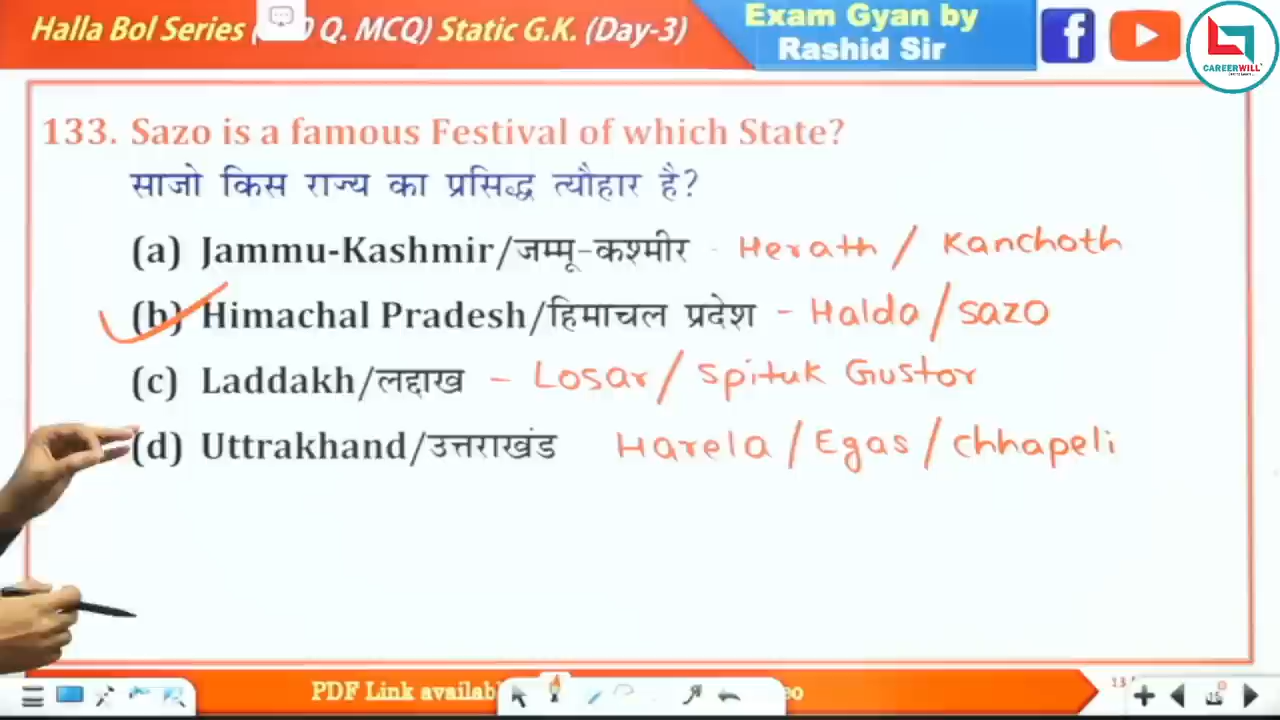 Halla Bol Series 0 Q. MCQ) Static G.K. (Day-3)
Exam Gyan by
Rashid Sir
CAREERWILL
133. Sazo is a famous Festival of which State?
साजो किस राज्य का प्रसिद्ध त्यौहार है?
(a) Jammu-Kashmir/जम्मू-कश्मीर - Herath / Kanchoth
(b) Himachal Pradesh/हिमाचल प्रदेश - Halda / Sazo
(c) Laddakh/लद्दाख - Losar / Spituk Gustor
(d) Uttrakhand/उत्तराखंड Harela / Egas / Chhapeli
PDF Link